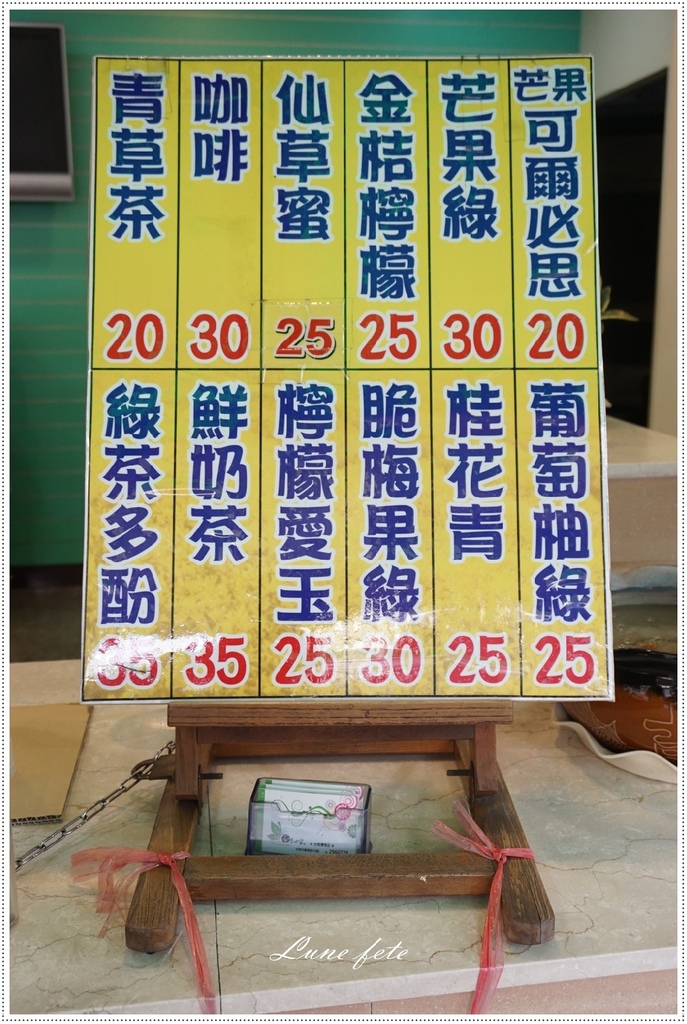 芒果可爾必思
20
芒果綠
30
金桔檸檬
25
仙草蜜
25
咖啡
30
青草茶
20
葡萄柚綠
25
桂花青
25
脆梅果綠
30
檸檬愛玉
25
鮮奶茶
35
綠茶多酚
35
Lune fete